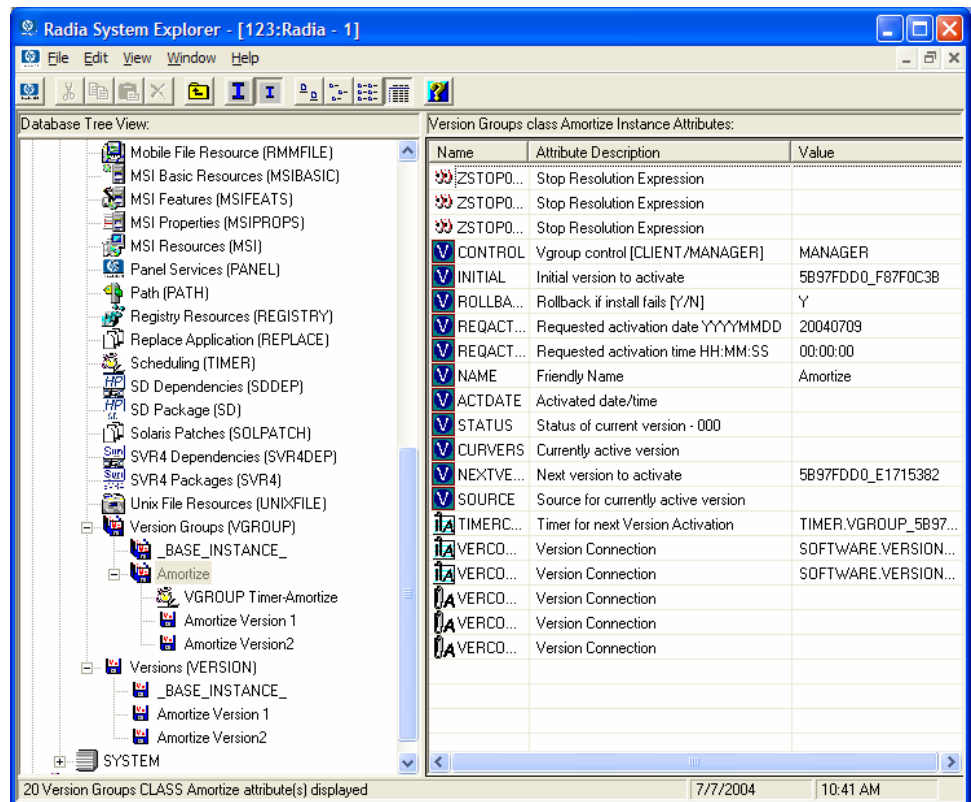 Radia System Explorer - [123:Radia - 1]
File Edit View Window Help
Database Tree View:
Mobile File Resource (RMMFILE)
MSI Basic Resources (MSIBASIC)
MSI Features (MSIFEATS)
MSI Properties (MSIPROPS)
MSI Resources (MSI)
Panel Services (PANEL)
Path (PATH)
Registry Resources (REGISTRY)
Replace Application (REPLACE)
Scheduling (TIMER)
SD Dependencies (SDDEP)
SD Package (SD)
Solaris Patches (SOLPATCH)
SVR4 Dependencies (SVR4DEP)
SVR4 Packages (SVR4)
Unix File Resources (UNIXFILE)
Version Groups (VGROUP)
_BASE_INSTANCE_
Amortize
VGROUP Timer-Amortize
Amortize Version 1
Amortize Version2
Versions (VERSION)
_BASE_INSTANCE_
Amortize Version 1
Amortize Version2
SYSTEM
Version Groups class Amortize Instance Attributes:
Name Attribute Description Value
ZSTOP0... Stop Resolution Expression
ZSTOP0... Stop Resolution Expression
ZSTOP0... Stop Resolution Expression
CONTROL Vgroup control [CLIENT/MANAGER] MANAGER
INITIAL Initial version to activate 5B97FDD0_F87F0C3B
ROLLBA... Rollback if install fails [Y/N] Y
REQACT... Requested activation date YYYYMMDD 20040709
REQACT... Requested activation time HH:MM:SS 00:00:00
NAME Friendly Name Amortize
ACTDATE Activated date/time
STATUS Status of current version - 000
CURVERS Currently active version
NEXTVE... Next version to activate 5B97FDD0_E1715382
SOURCE Source for currently active version
TIMERC... Timer for next Version Activation TIMER.VGROUP_5B97...
VERCO... Version Connection SOFTWARE.VERSION...
VERCO... Version Connection SOFTWARE.VERSION...
VERCO... Version Connection
VERCO... Version Connection
VERCO... Version Connection
20 Version Groups CLASS Amortize attribute(s) displayed 7/7/2004 10:41 AM